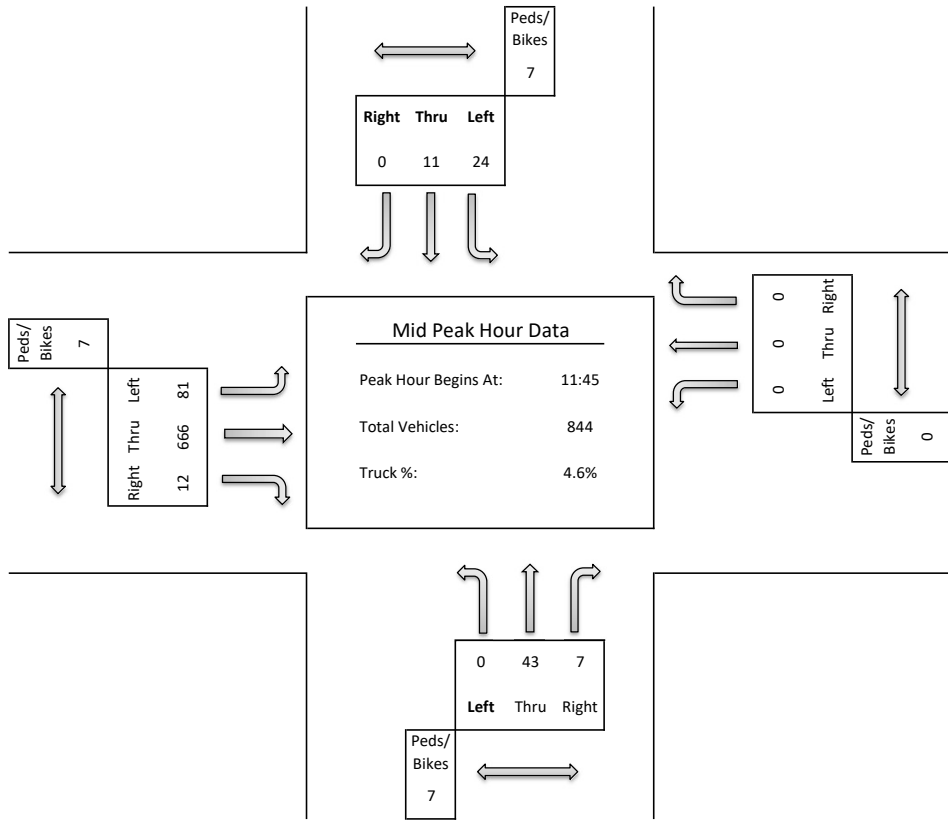 Peds/
Bikes
7
Right Thru Left
0 11 24
Right 0
Thru 0
Left 0
Peds/
Bikes
0
Mid Peak Hour Data
Peak Hour Begins At: 11:45
Total Vehicles: 844
Truck %: 4.6%
Peds/
Bikes
7
Left 81
Thru 666
Right 12
0 43 7
Left Thru Right
Peds/
Bikes
7